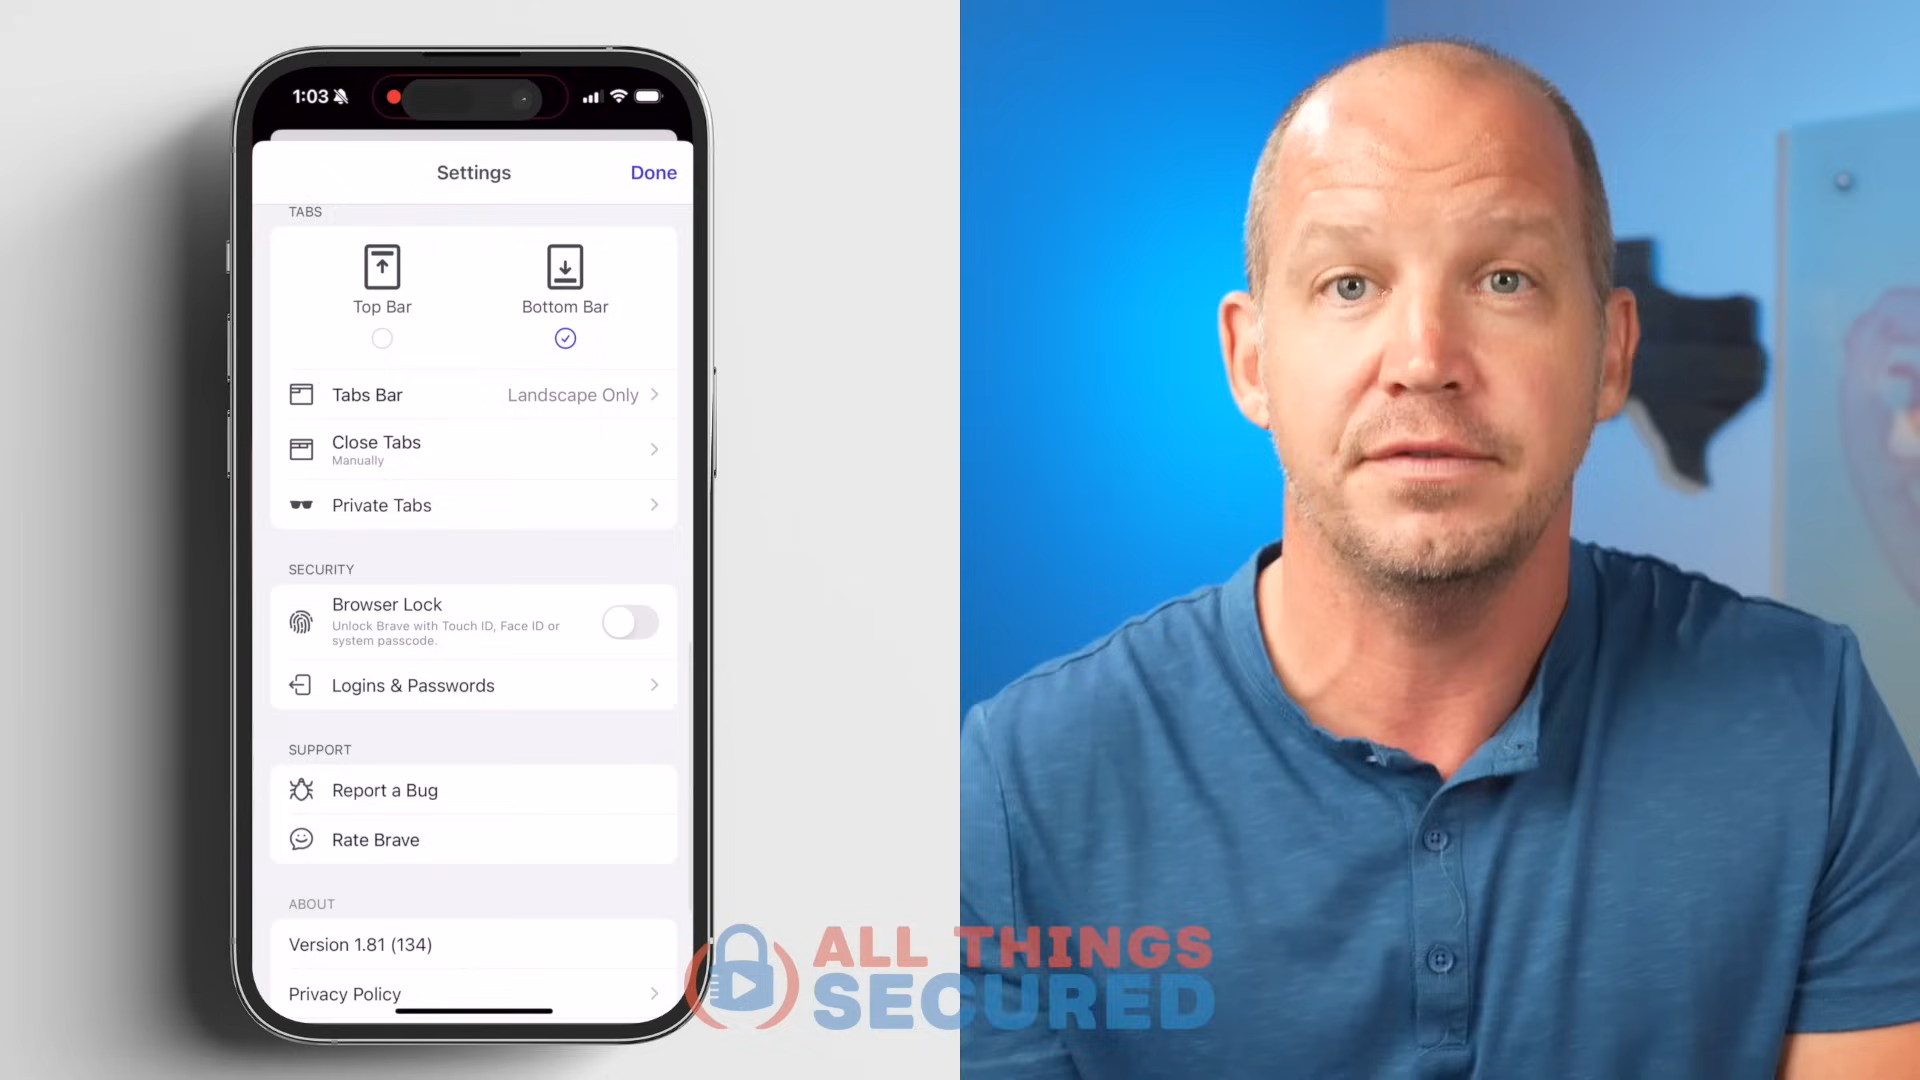 1:03
Settings
Done
TABS
Top Bar
Bottom Bar
Tabs Bar
Landscape Only
Close Tabs
Manually
Private Tabs
SECURITY
Browser Lock
Unlock Brave with Touch ID, Face ID or
system passcode.
Logins & Passwords
SUPPORT
Report a Bug
Rate Brave
ABOUT
Version 1.81 (134)
Privacy Policy
ALL THINGS
SECURED